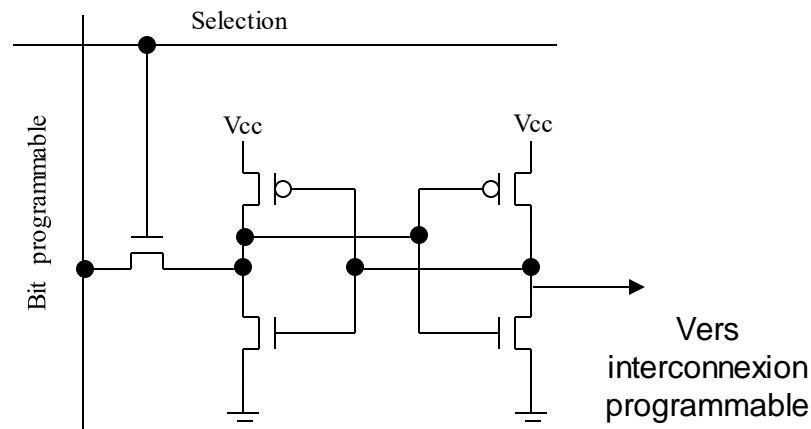 Selection
Bit programmable
Vcc
Vcc
Vers
interconnexion
programmable